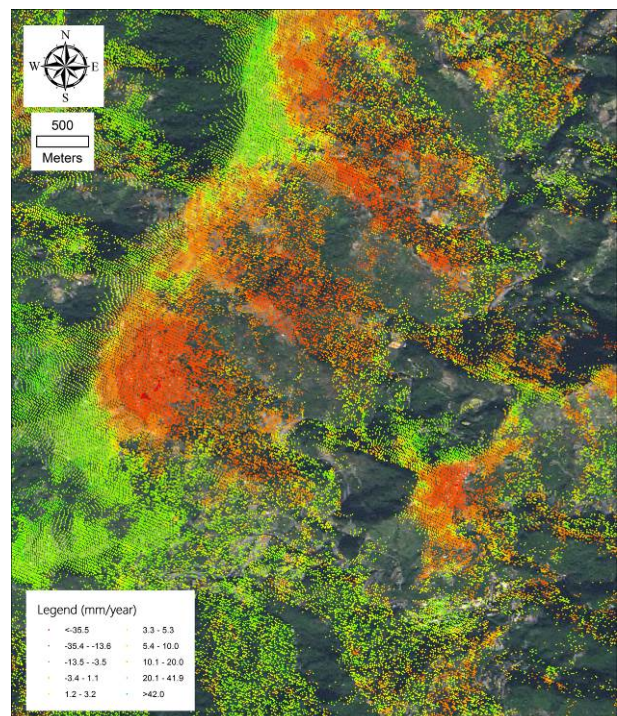 N
W E
S
500
Meters
Legend (mm/year)
<-35.5 3.3 - 5.3
-35.4 - -13.6 5.4 - 10.0
-13.5 - -3.5 10.1 - 20.0
-3.4 - 1.1 20.1 - 41.9
1.2 - 3.2 >42.0